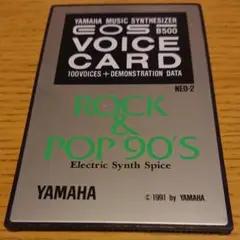 YAMAHA MUSIC SYNTHESIZER
EOS B500
VOICE
CARD
100VOICES+DEMONSTRATION DATA
NEO-2
ROCK
&
POP 90'S
Electric Synth Spice
YAMAHA
©1991 by YAMAHA